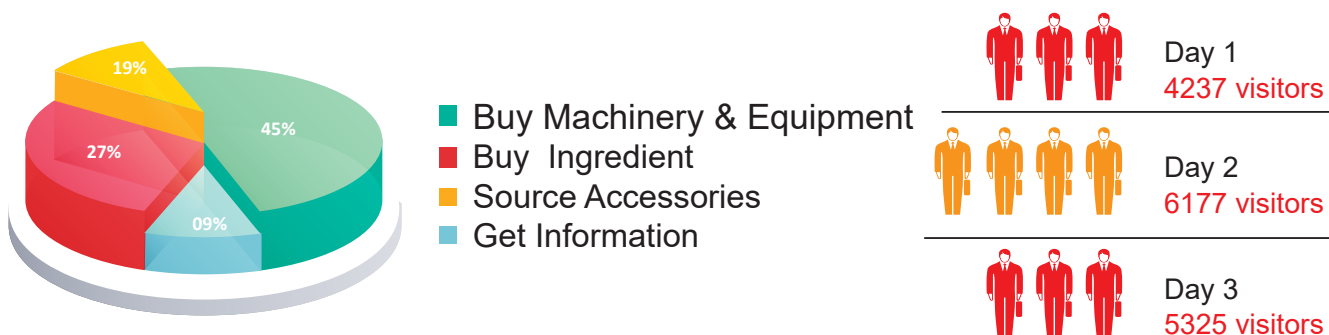 19%
45%
27%
09%
Buy Machinery & Equipment
Buy Ingredient
Source Accessories
Get Information
Day 1
4237 visitors
Day 2
6177 visitors
Day 3
5325 visitors